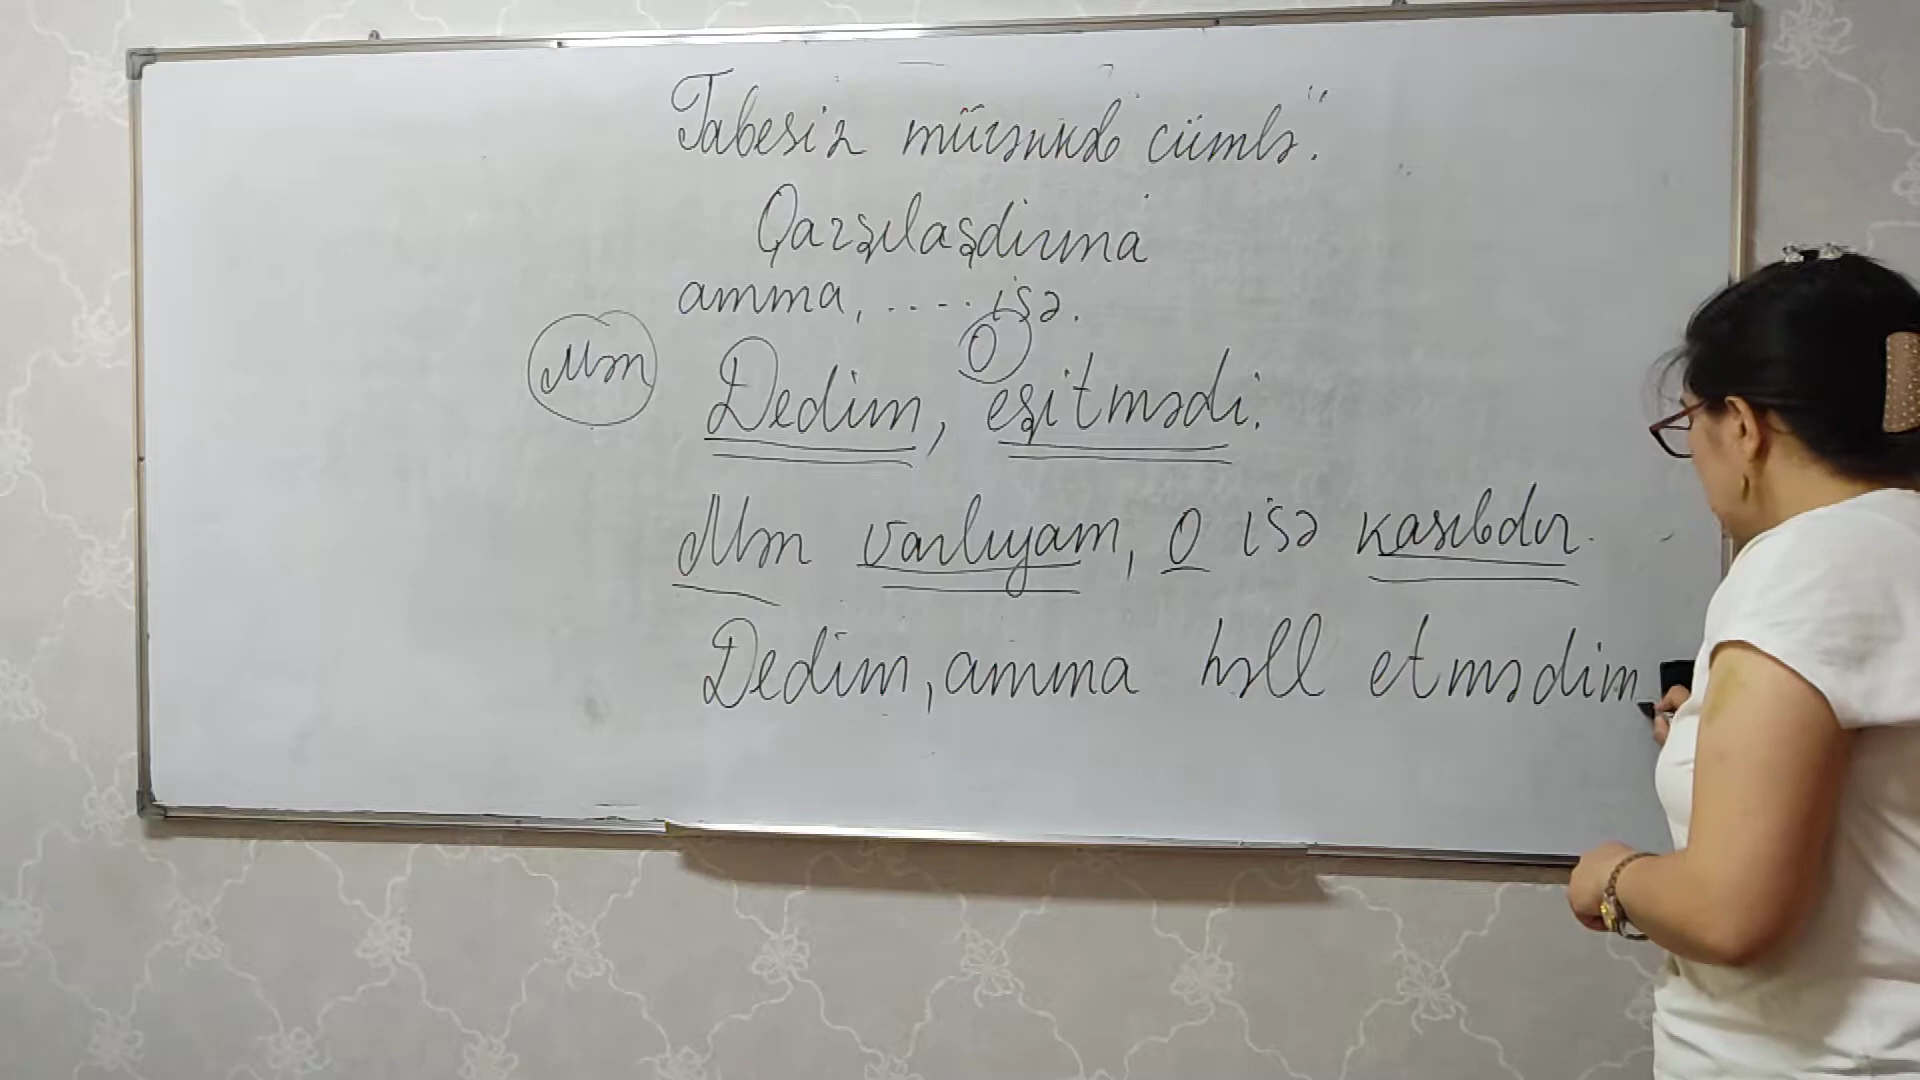 Tabesiz mürəkkəb cümlə."
Qarşılaşdırma
amma, .... isə.
Mən Dedim, O eşitmədi.
Mən varlıyam, o isə kasıbdır.
Dedim, amma həll etmədim